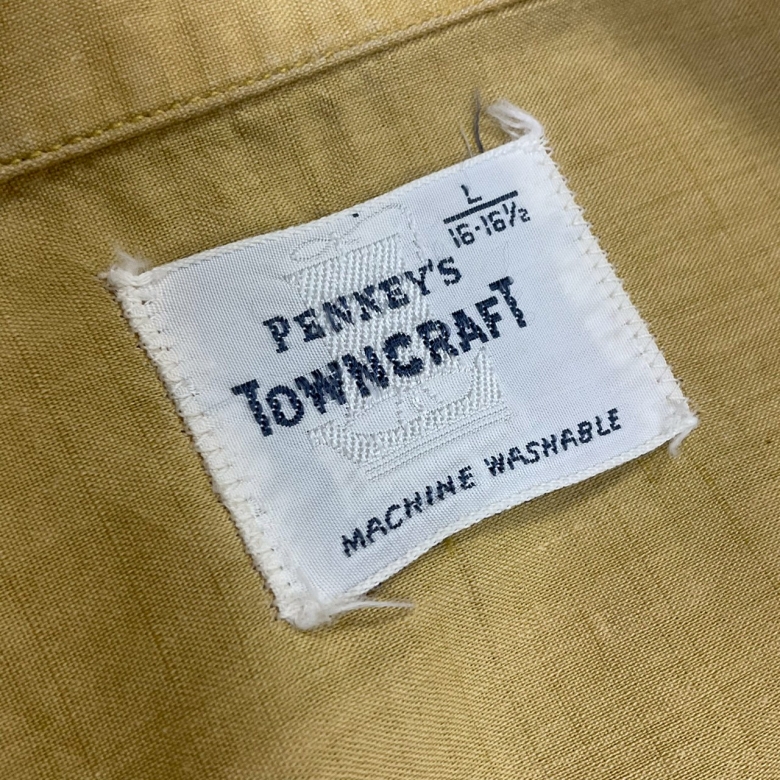 L
16-16½
PENNEY'S
TOWNCRAFT
MACHINE WASHABLE